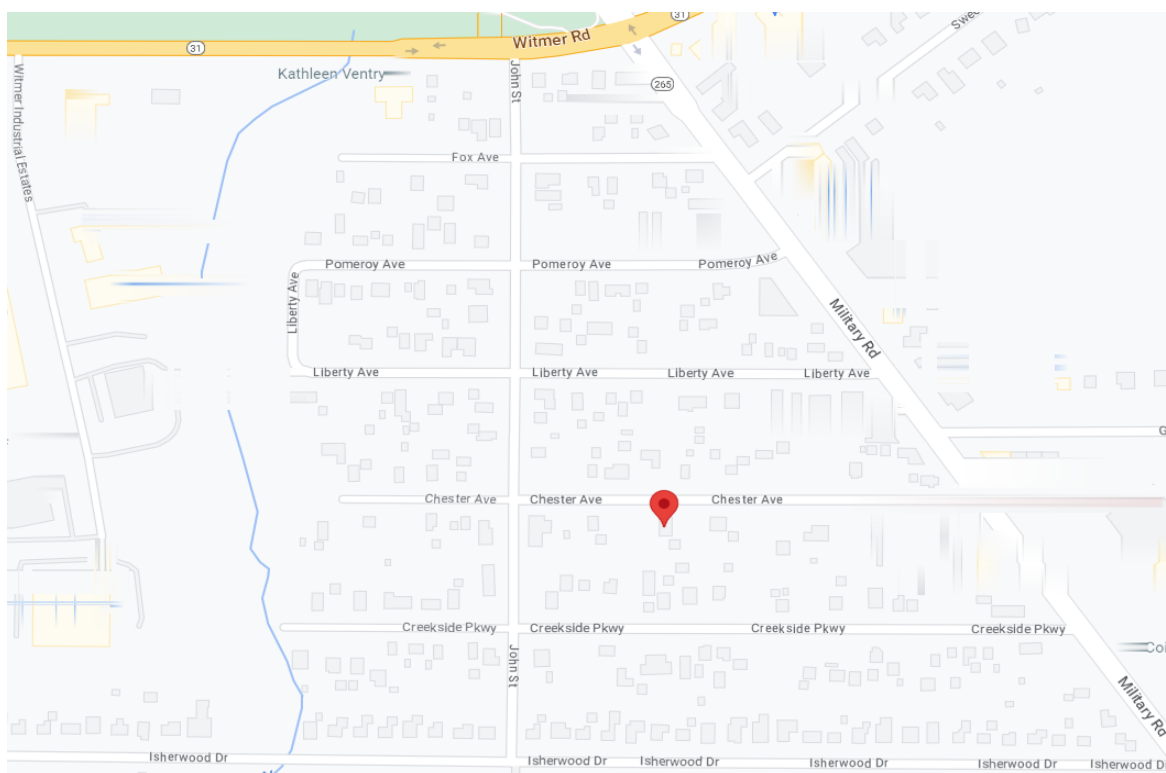 31
31
Swe
Witmer Rd
Kathleen Ventry
John St
265
Witmer Industrial Estates
Fox Ave
Pomeroy Ave
Pomeroy Ave
Pomeroy Ave
Liberty Ave
Military Rd
Liberty Ave
Liberty Ave
Liberty Ave
Liberty Ave
G
Chester Ave
Chester Ave
Chester Ave
Creekside Pkwy
Creekside Pkwy
Creekside Pkwy
Creekside Pkwy
John St
Coi
Military Rd
Isherwood Dr
Isherwood Dr
Isherwood Dr
Isherwood Dr
Isherwood D